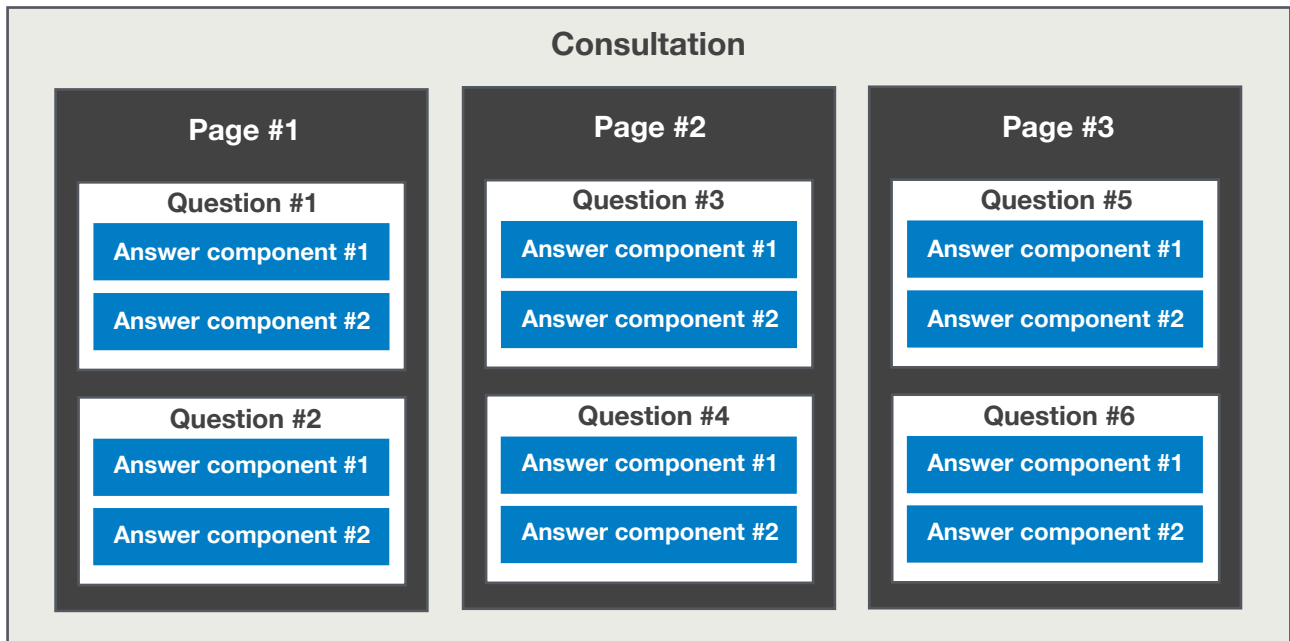 Consultation
Page #1
Question #1
Answer component #1
Answer component #2
Question #2
Answer component #1
Answer component #2
Page #2
Question #3
Answer component #1
Answer component #2
Question #4
Answer component #1
Answer component #2
Page #3
Question #5
Answer component #1
Answer component #2
Question #6
Answer component #1
Answer component #2